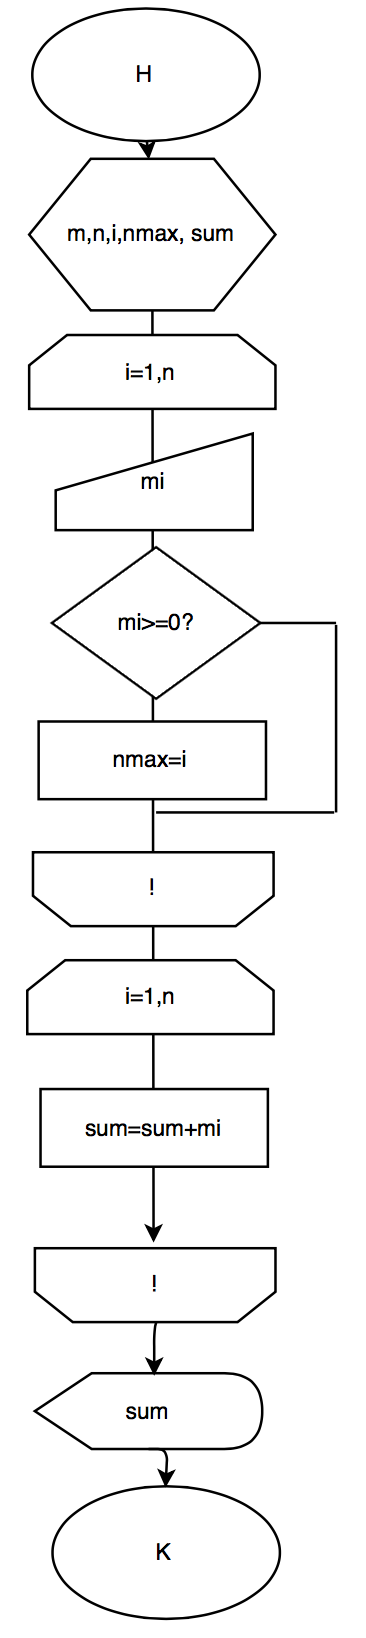 H
m,n,i,nmax, sum
i=1,n
mi
mi>=0?
nmax=i
!
i=1,n
sum=sum+mi
!
sum
K